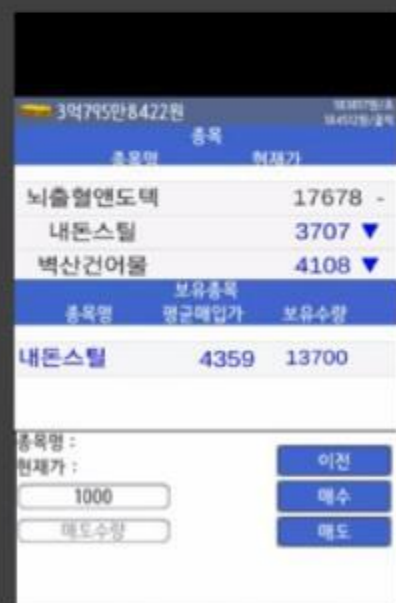 3억795만8422원
종목
종목명 현재가
뇌출혈앤도텍 17678 -
내돈스틸 3707 ▼
벽산건어물 4108 ▼
보유종목
종목명 평균매입가 보유수량
내돈스틸 4359 13700
종목명 :
현재가 :
이전
1000
매수
매도수량
매도